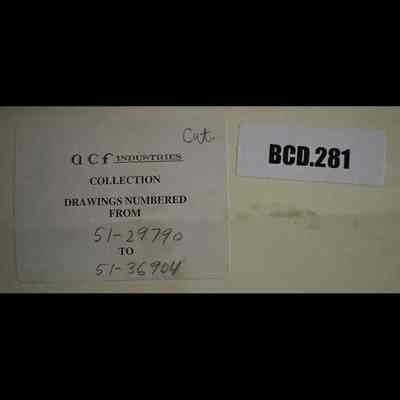 Cut
acf INDUSTRIES
COLLECTION
DRAWINGS NUMBERED
FROM
51-29790
TO
51-36904
BCD.281